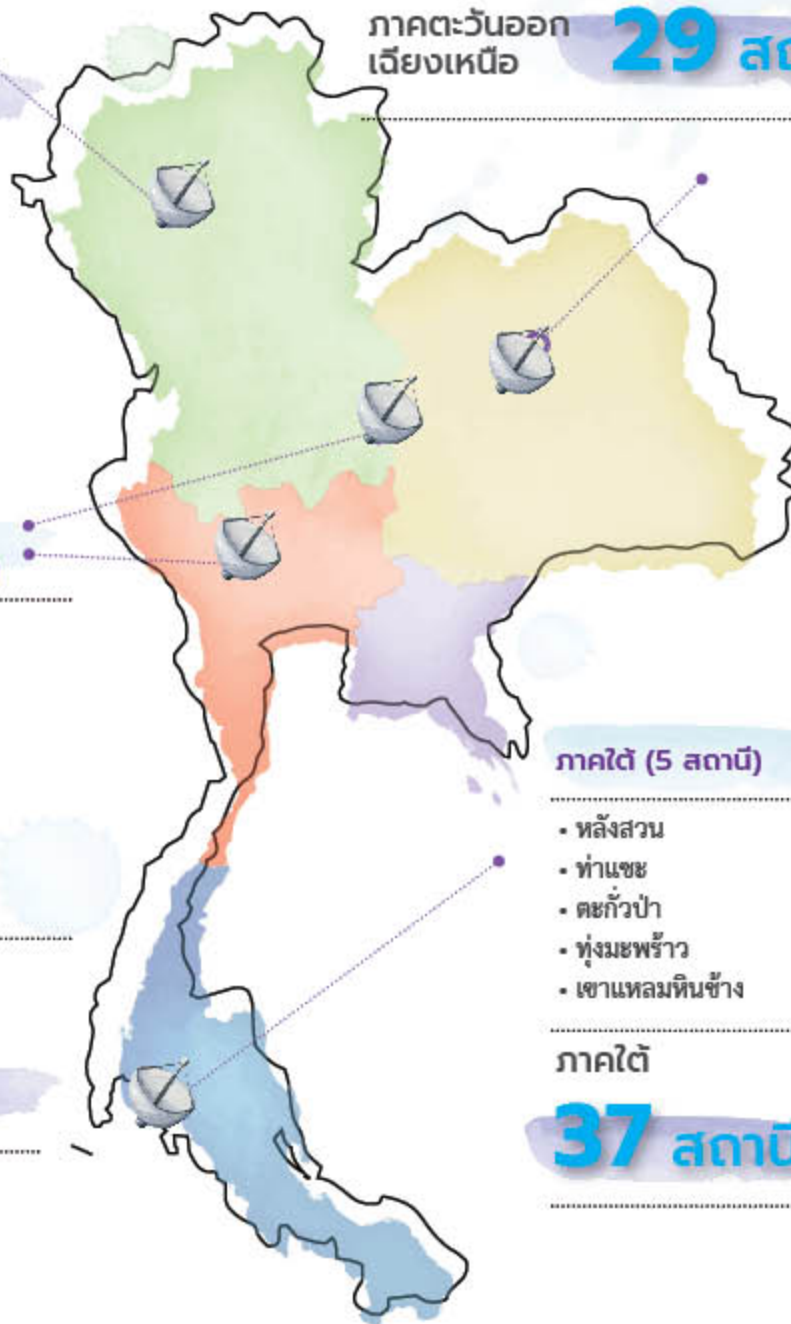 ภาคตะวันออก
เฉียงเหนือ
29
ภาคใต้ (5 สถานี)
• หลังสวน
• ท่าแซะ
• ตะกั่วป่า
• ทุ่งมะพร้าว
• เขาแหลมหินช้าง
ภาคใต้
37 สถานี